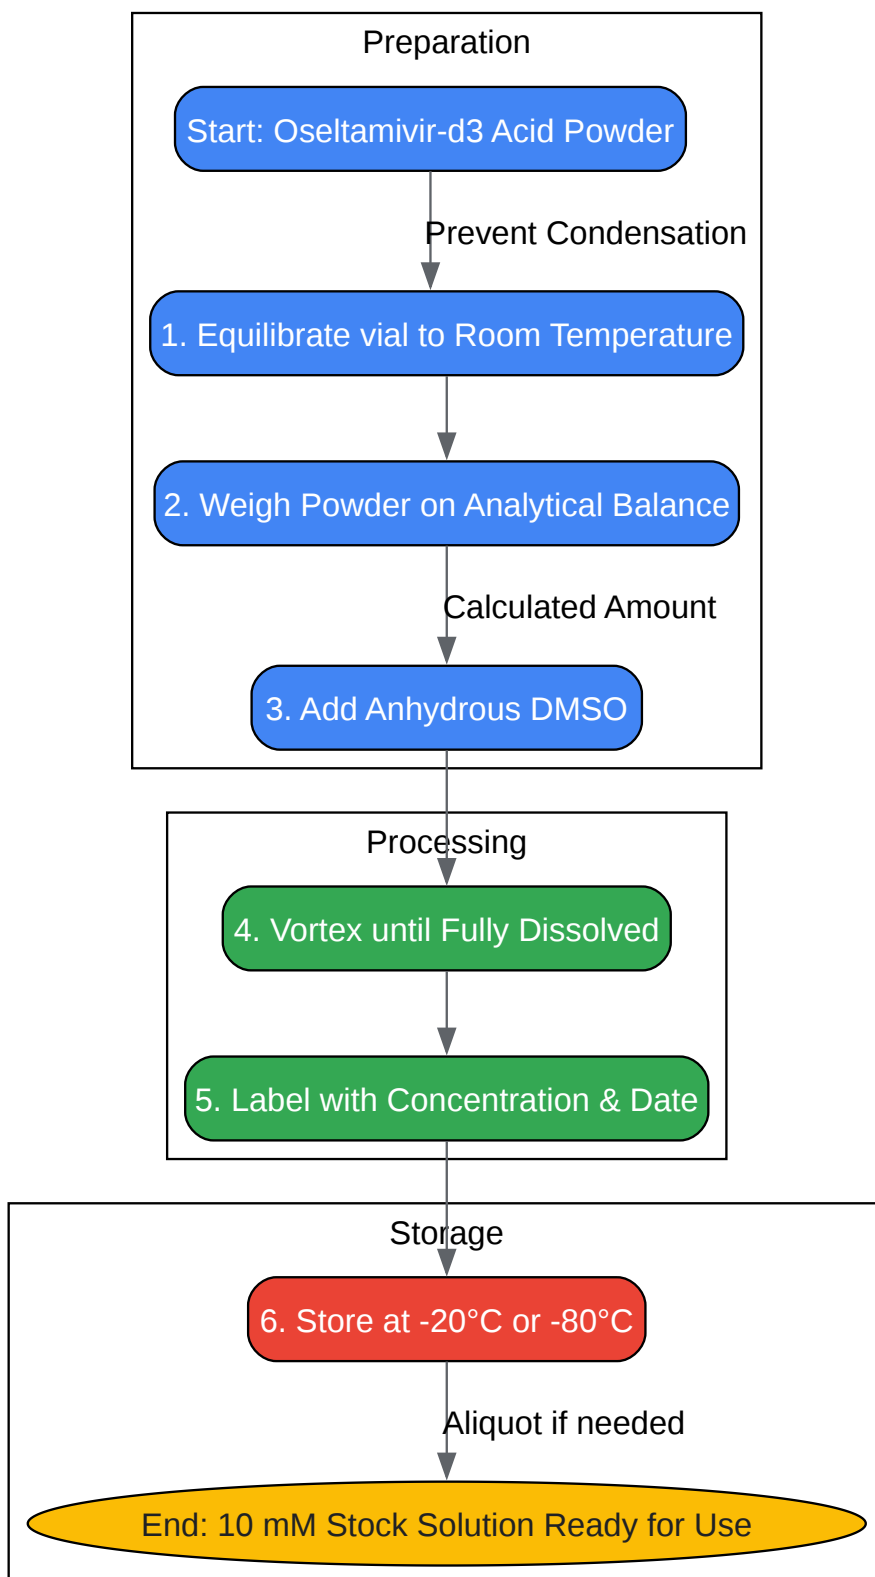 Preparation
Start: Oseltamivir-d3 Acid Powder
Prevent Condensation
1. Equilibrate vial to Room Temperature
2. Weigh Powder on Analytical Balance
Calculated Amount
3. Add Anhydrous DMSO
Processing
4. Vortex until Fully Dissolved
5. Label with Concentration & Date
Storage
6. Store at -20°C or -80°C
Aliquot if needed
End: 10 mM Stock Solution Ready for Use